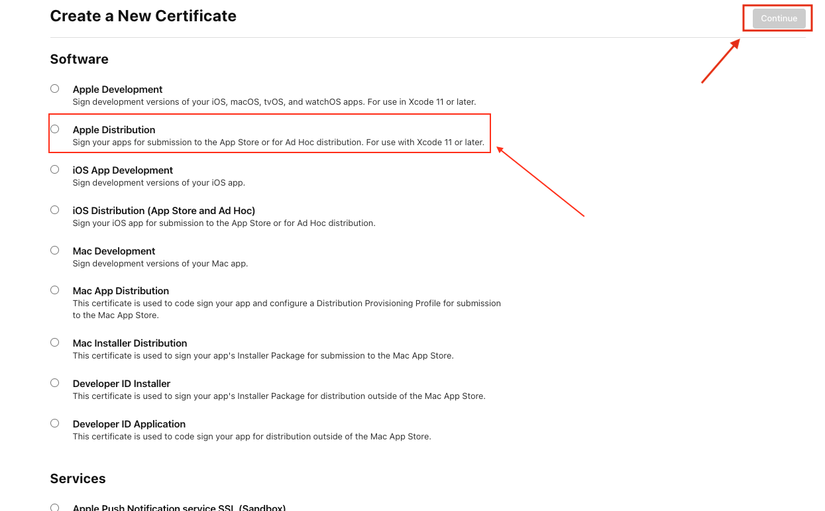 Create a New Certificate
Continue
Software
Apple Development
Sign development versions of your iOS, macOS, tvOS, and watchOS apps. For use in Xcode 11 or later.
Apple Distribution
Sign your apps for submission to the App Store or for Ad Hoc distribution. For use with Xcode 11 or later.
iOS App Development
Sign development versions of your iOS app.
iOS Distribution (App Store and Ad Hoc)
Sign your iOS app for submission to the App Store or for Ad Hoc distribution.
Mac Development
Sign development versions of your Mac app.
Mac App Distribution
This certificate is used to code sign your app and configure a Distribution Provisioning Profile for submission
to the Mac App Store.
Mac Installer Distribution
This certificate is used to sign your app's Installer Package for submission to the Mac App Store.
Developer ID Installer
This certificate is used to sign your app's Installer Package for distribution outside of the Mac App Store.
Developer ID Application
This certificate is used to code sign your app for distribution outside of the Mac App Store.
Services
Apple Push Notification service SSL (Sandbox)